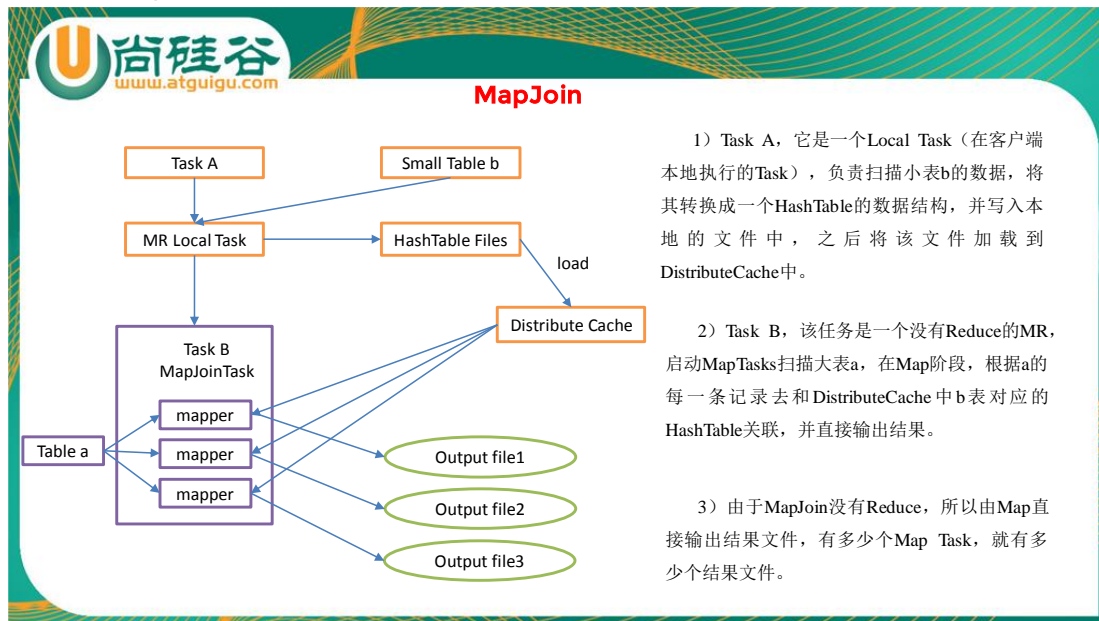 尚硅谷
www.atguigu.com
MapJoin
Task A
Small Table b
MR Local Task
HashTable Files
load
Distribute Cache
Task B
MapJoinTask
mapper
Table a
mapper
mapper
Output file1
Output file2
Output file3
1）Task A，它是一个Local Task（在客户端
本地执行的Task），负责扫描小表b的数据，将
其转换成一个HashTable的数据结构，并写入本
地的文件中，之后将该文件加载到
DistributeCache中。
2）Task B，该任务是一个没有Reduce的MR，
启动MapTasks扫描大表a，在Map阶段，根据a的
每一条记录去和DistributeCache中b表对应的
HashTable关联，并直接输出结果。
3）由于MapJoin没有Reduce，所以由Map直
接输出结果文件，有多少个Map Task，就有多
少个结果文件。